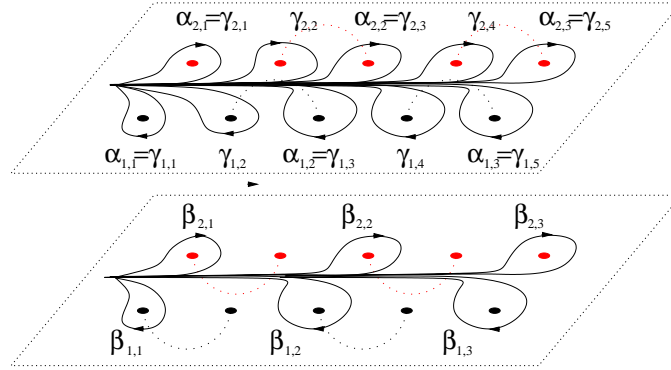 α2,1=γ2,1 γ2,2 α2,2=γ2,3 γ2,4 α2,3=γ2,5
α1,1=γ1,1 γ1,2 α1,2=γ1,3 γ1,4 α1,3=γ1,5
β2,1 β2,2 β2,3
β1,1 β1,2 β1,3